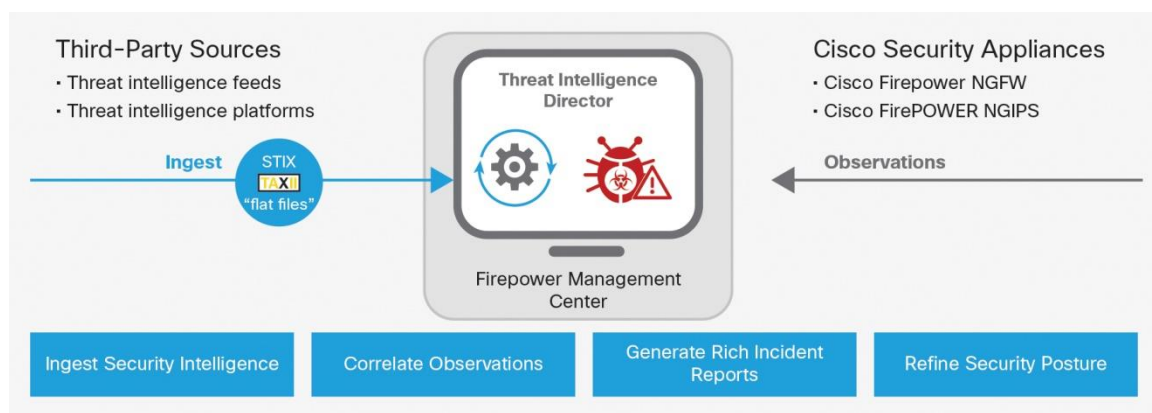 Third-Party Sources
· Threat intelligence feeds
· Threat intelligence platforms
Ingest
STIX
TAXII
“flat files”
Threat Intelligence
Director
Firepower Management
Center
Cisco Security Appliances
· Cisco Firepower NGFW
· Cisco FirePOWER NGIPS
Observations
Ingest Security Intelligence
Correlate Observations
Generate Rich Incident
Reports
Refine Security Posture